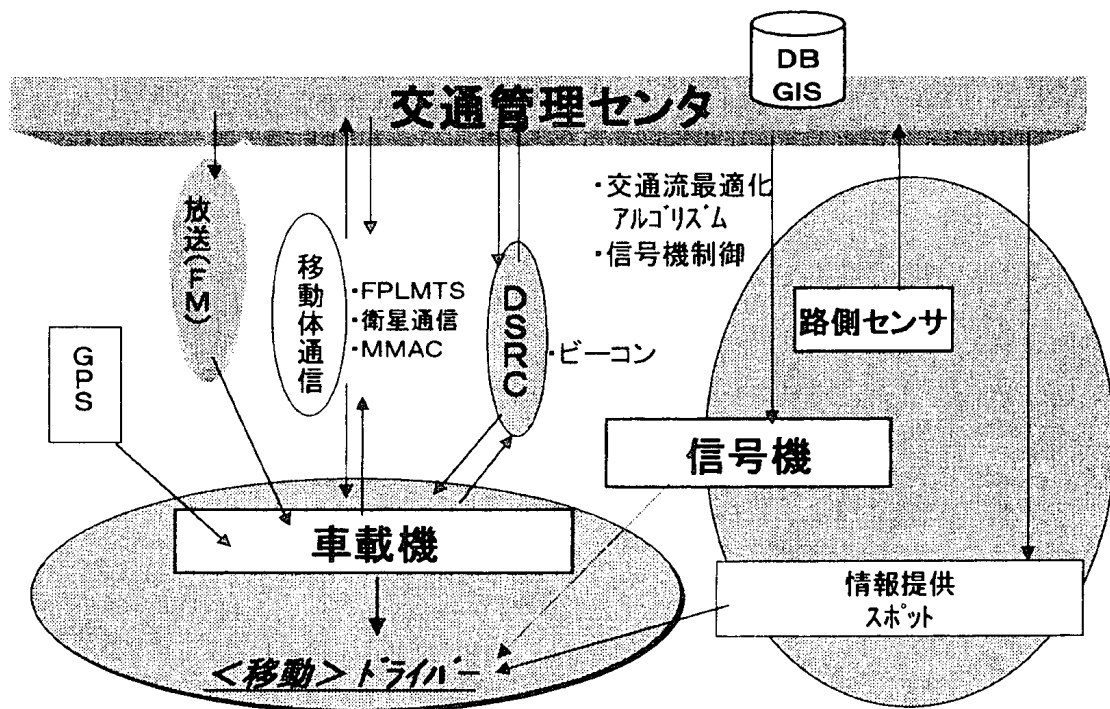 DB
GIS
交通管理センタ
放送(FM)
移動体通信
・FPLMTS
・衛星通信
・MMAC
DSRC
・ビーコン
・交通流最適化
ｱﾙｺﾞﾘｽﾞﾑ
・信号機制御
路側センサ
GPS
信号機
車載機
情報提供
ｽﾎﾟｯﾄ
＜移動＞ﾄﾞﾗｲﾊﾞｰ